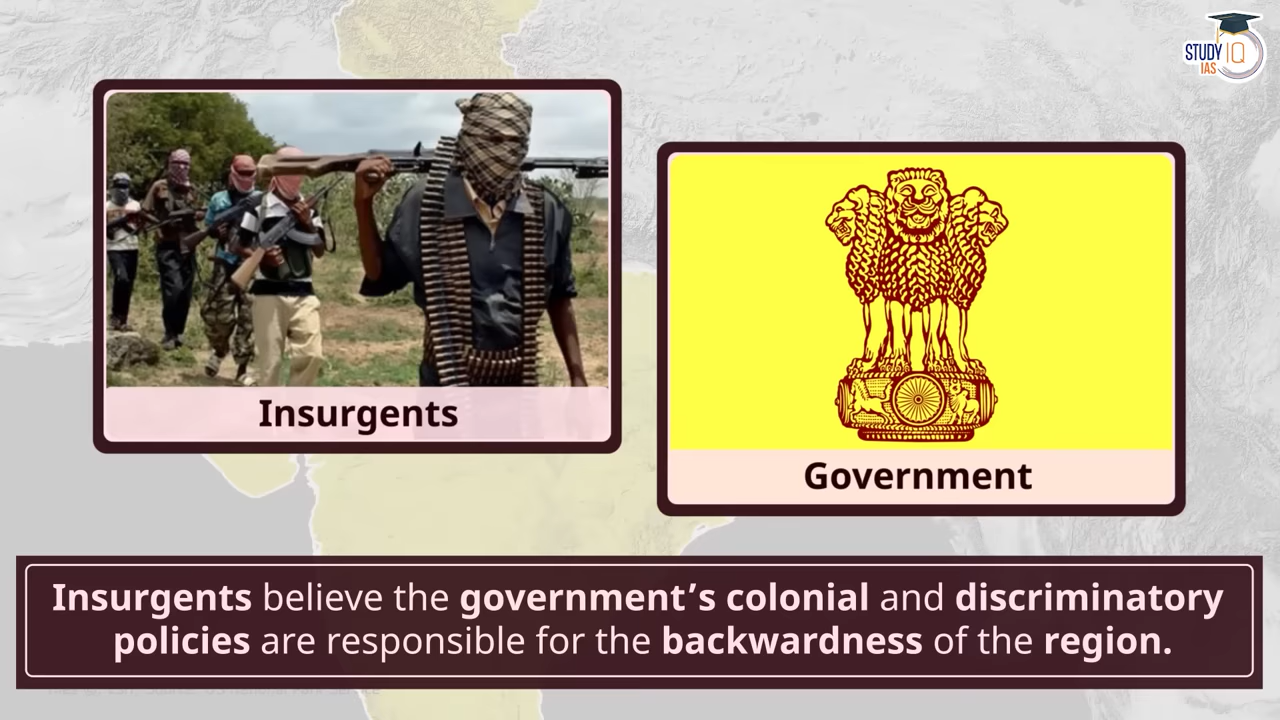 STUDY IQ
IAS
Insurgents
Government
Insurgents believe the government’s colonial and discriminatory
policies are responsible for the backwardness of the region.